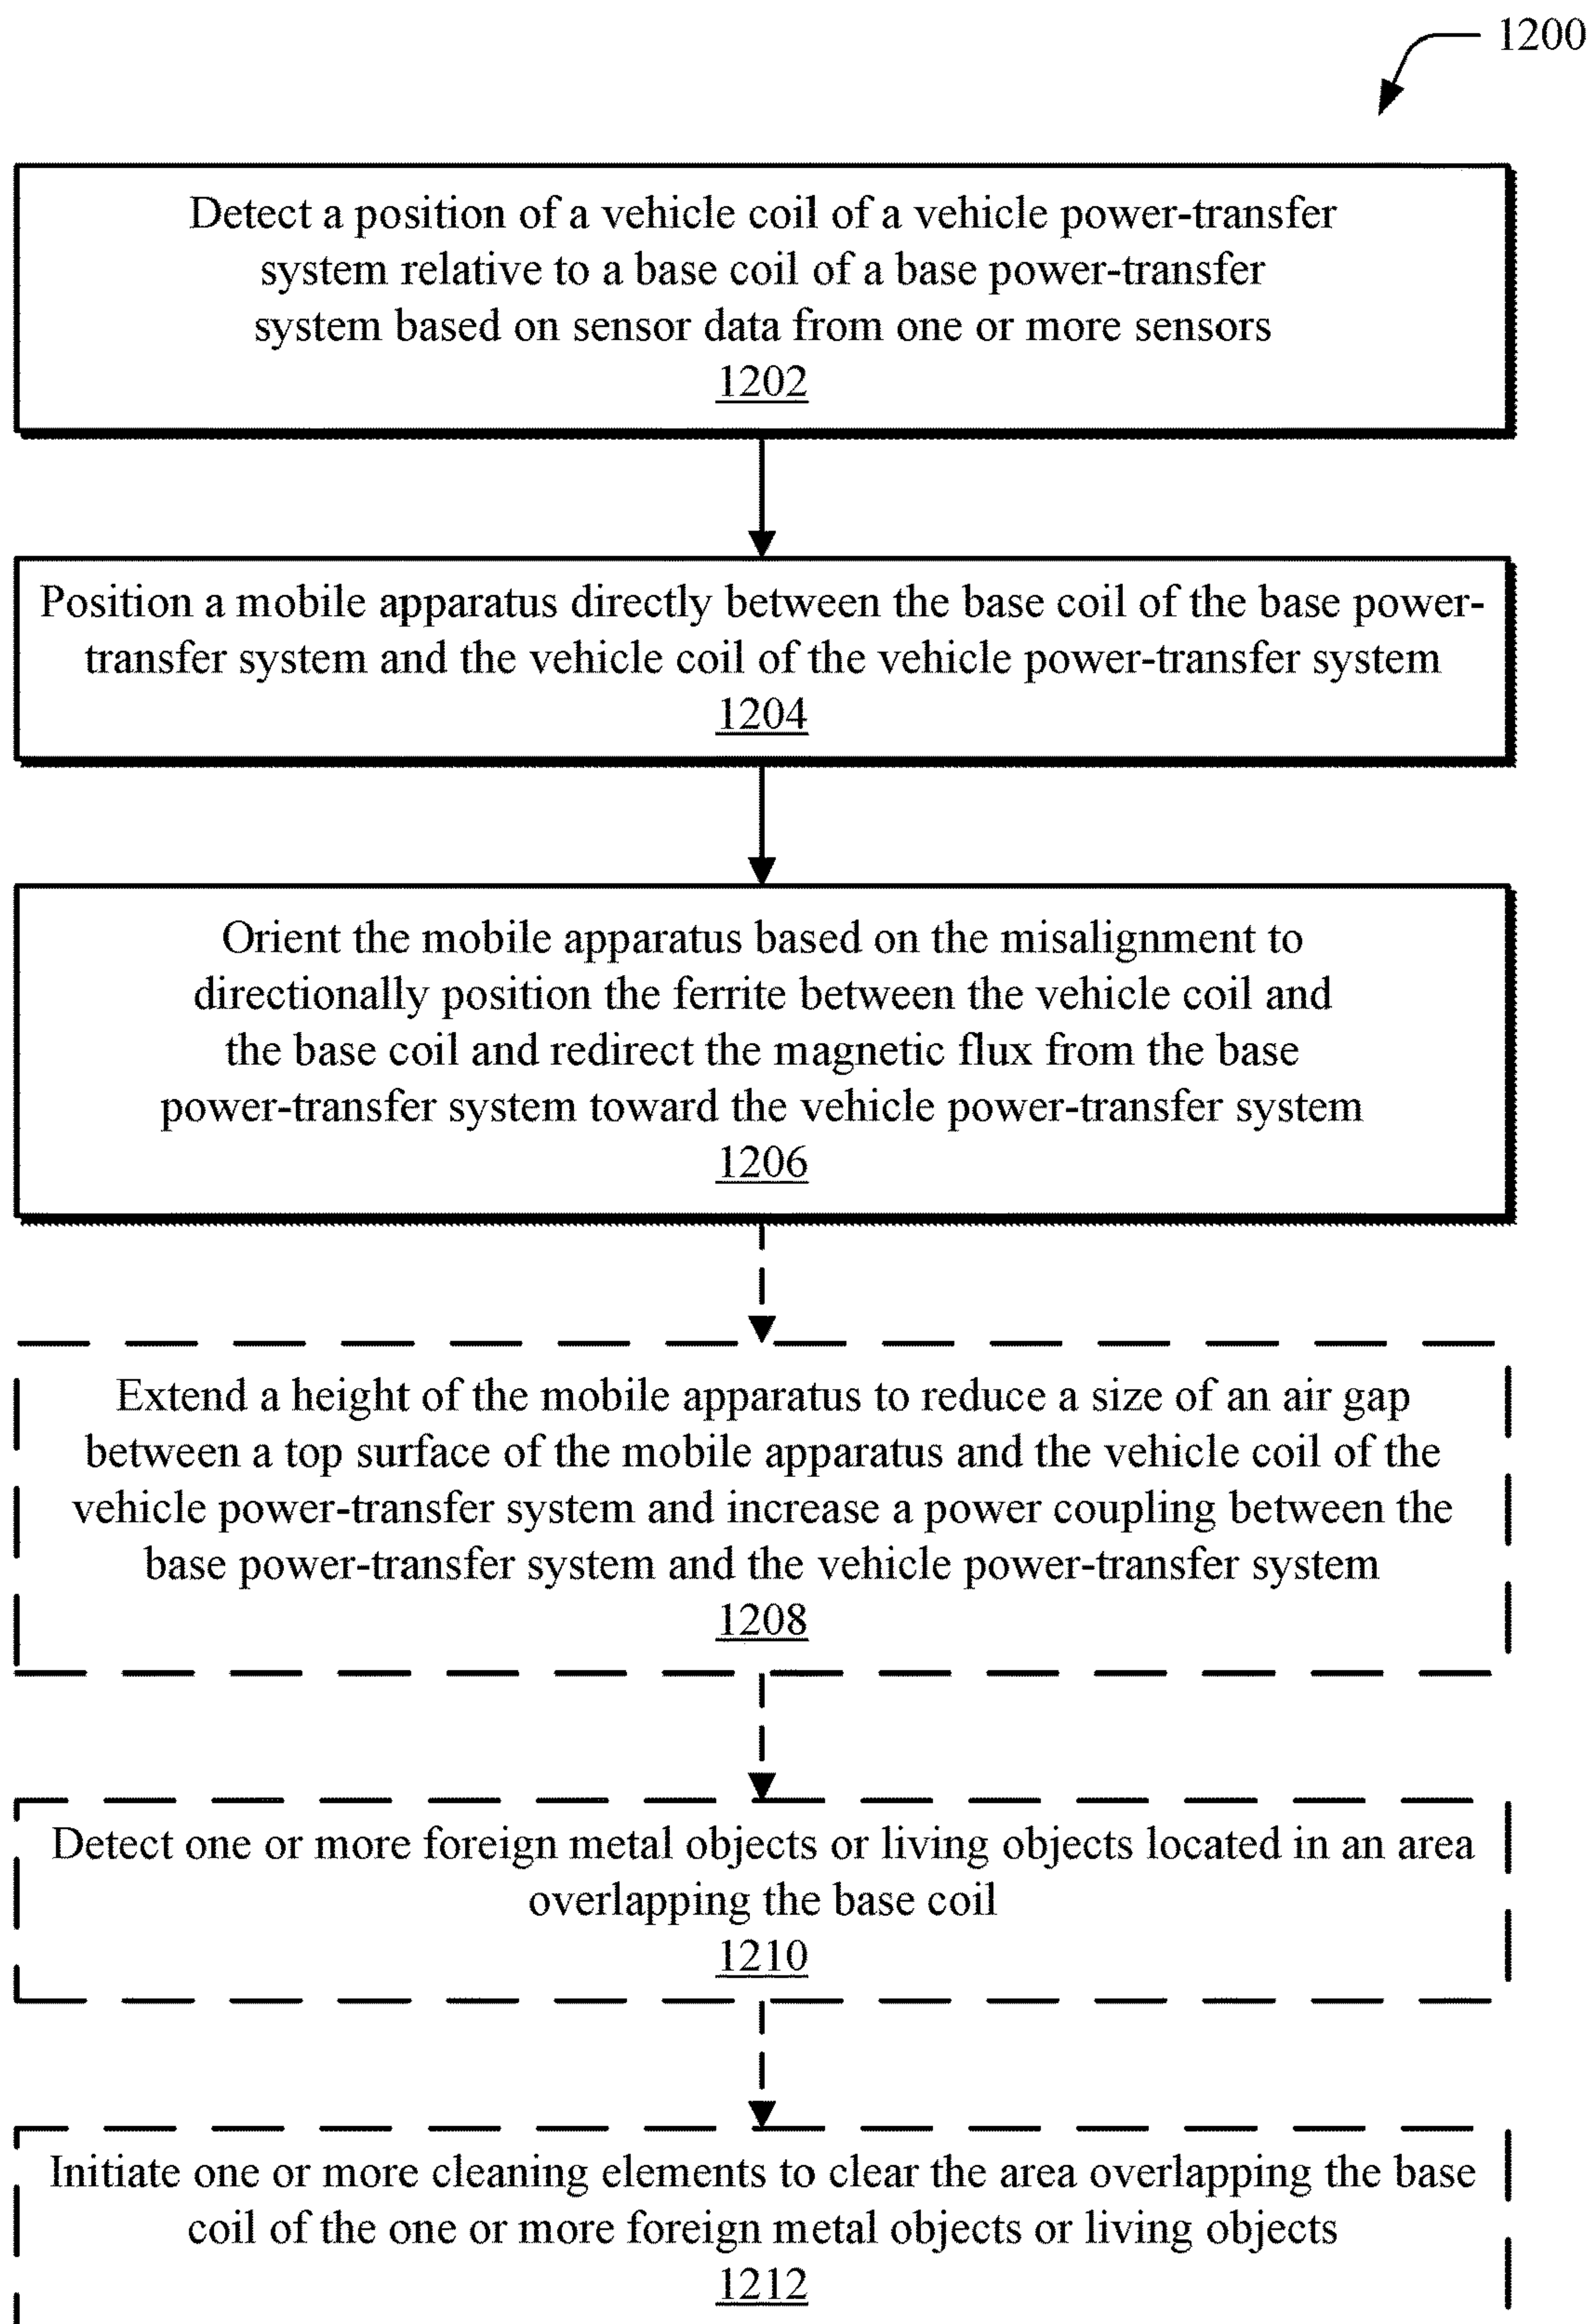 1200
Detect a position of a vehicle coil of a vehicle power-transfer
system relative to a base coil of a base power-transfer
system based on sensor data from one or more sensors
1202
Position a mobile apparatus directly between the base coil of the base power-
transfer system and the vehicle coil of the vehicle power-transfer system
1204
Orient the mobile apparatus based on the misalignment to
directionally position the ferrite between the vehicle coil and
the base coil and redirect the magnetic flux from the base
power-transfer system toward the vehicle power-transfer system
1206
Extend a height of the mobile apparatus to reduce a size of an air gap
between a top surface of the mobile apparatus and the vehicle coil of the
vehicle power-transfer system and increase a power coupling between the
base power-transfer system and the vehicle power-transfer system
1208
Detect one or more foreign metal objects or living objects located in an area
overlapping the base coil
1210
Initiate one or more cleaning elements to clear the area overlapping the base
coil of the one or more foreign metal objects or living objects
1212